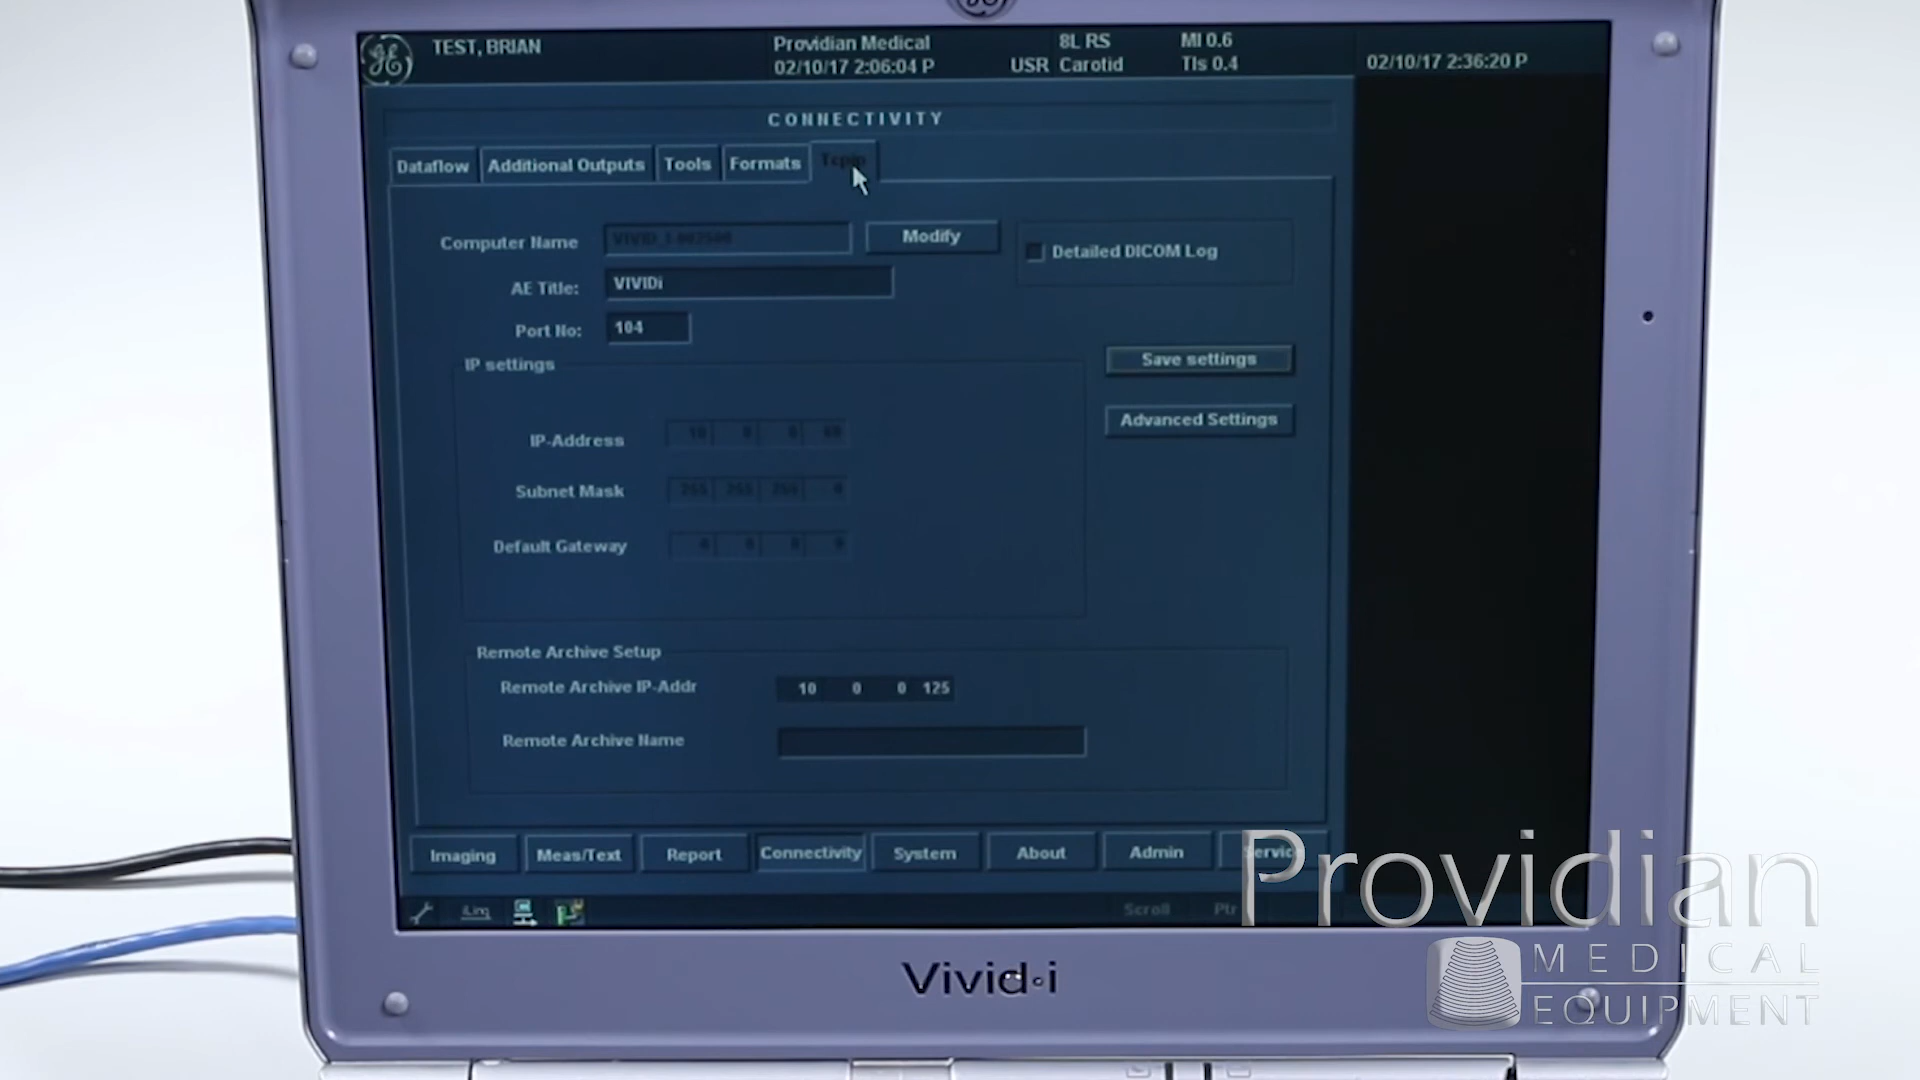 TEST, BRIAN
Providian Medical
02/10/17 2:06:04 P
USR
8L RS
Carotid
MI 0.6
TIs 0.4
02/10/17 2:36:20 P
CONNECTIVITY
Dataflow
Additional Outputs
Tools
Formats
Tcpip
Computer Name
Modify
Detailed DICOM Log
AE Title: VIVIDi
Port No: 104
IP settings
Save settings
Advanced Settings
IP-Address
Subnet Mask
Default Gateway
Remote Archive Setup
Remote Archive IP-Addr 10 0 0 125
Remote Archive Name
Imaging
Meas/Text
Report
Connectivity
System
About
Admin
Scroll
Ptr
Vivid i
Providian
MEDICAL
EQUIPMENT